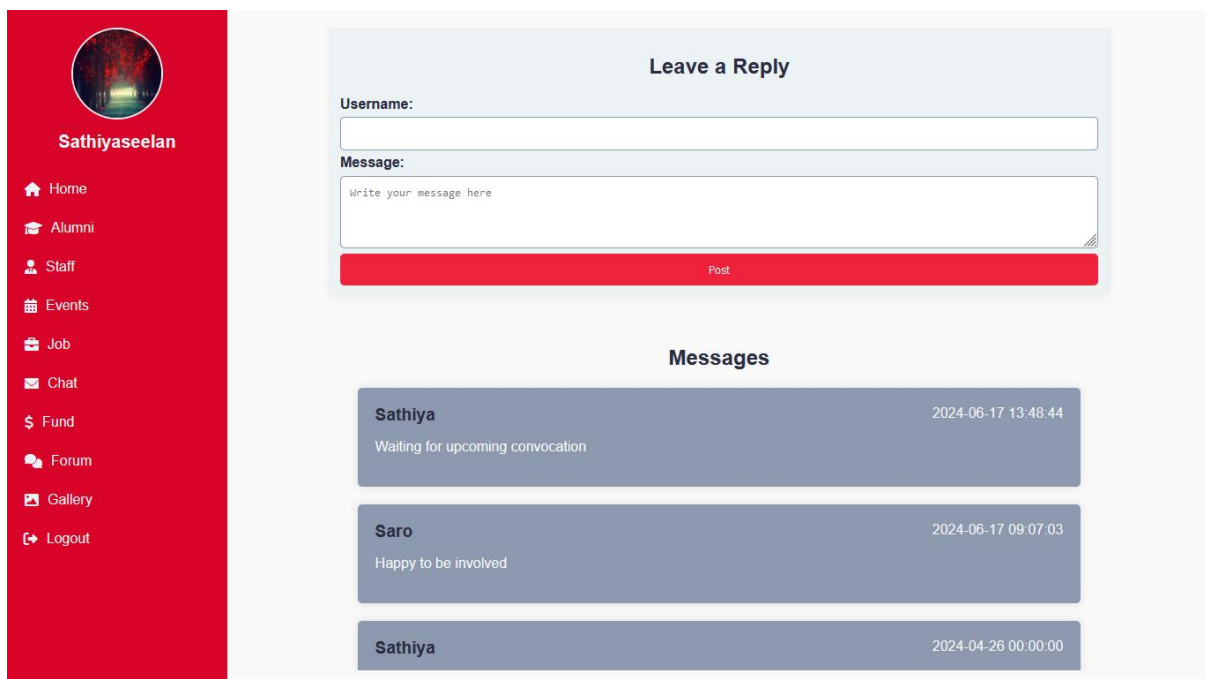 Sathiyaseelan
Home
Alumni
Staff
Events
Job
Chat
Fund
Forum
Gallery
Logout
Leave a Reply
Username:
Message:
Write your message here
Post
Messages
Sathiya 2024-06-17 13:48:44
Waiting for upcoming convocation
Saro 2024-06-17 09:07:03
Happy to be involved
Sathiya 2024-04-26 00:00:00